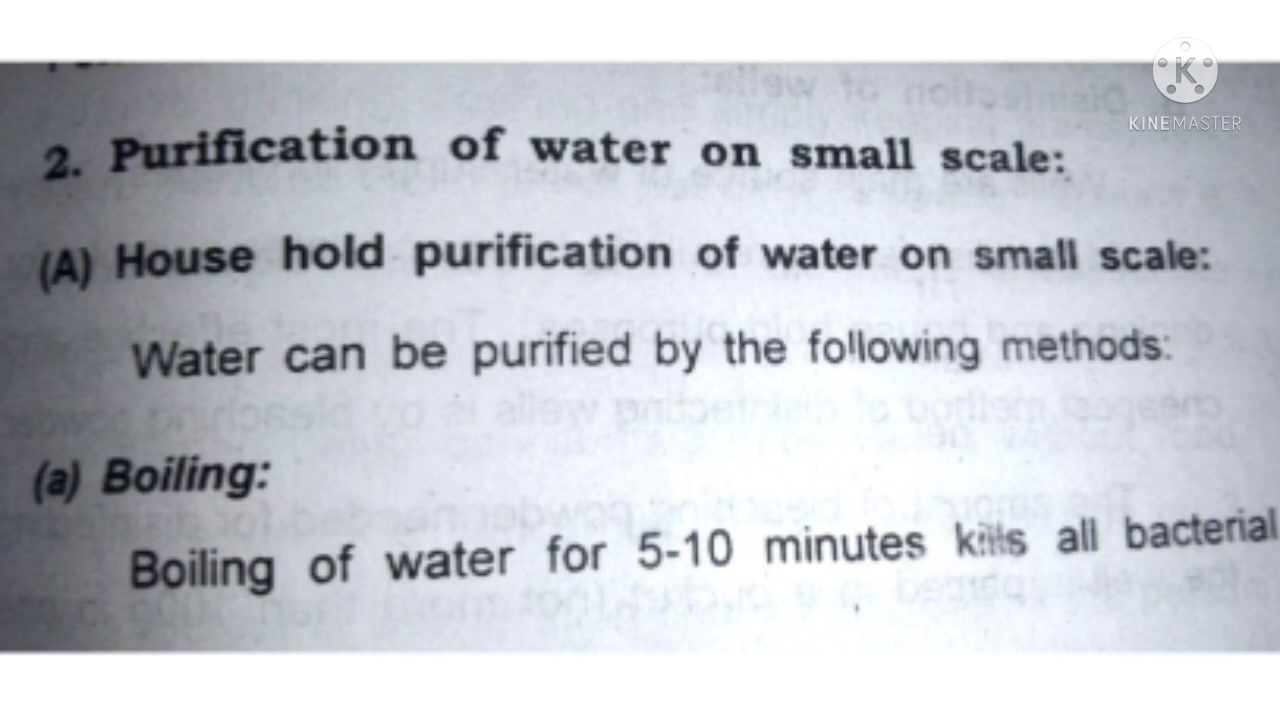 KINEMASTER
2. Purification of water on small scale:
(A) House hold purification of water on small scale:
Water can be purified by the following methods:
(a) Boiling:
Boiling of water for 5-10 minutes kills all bacterial